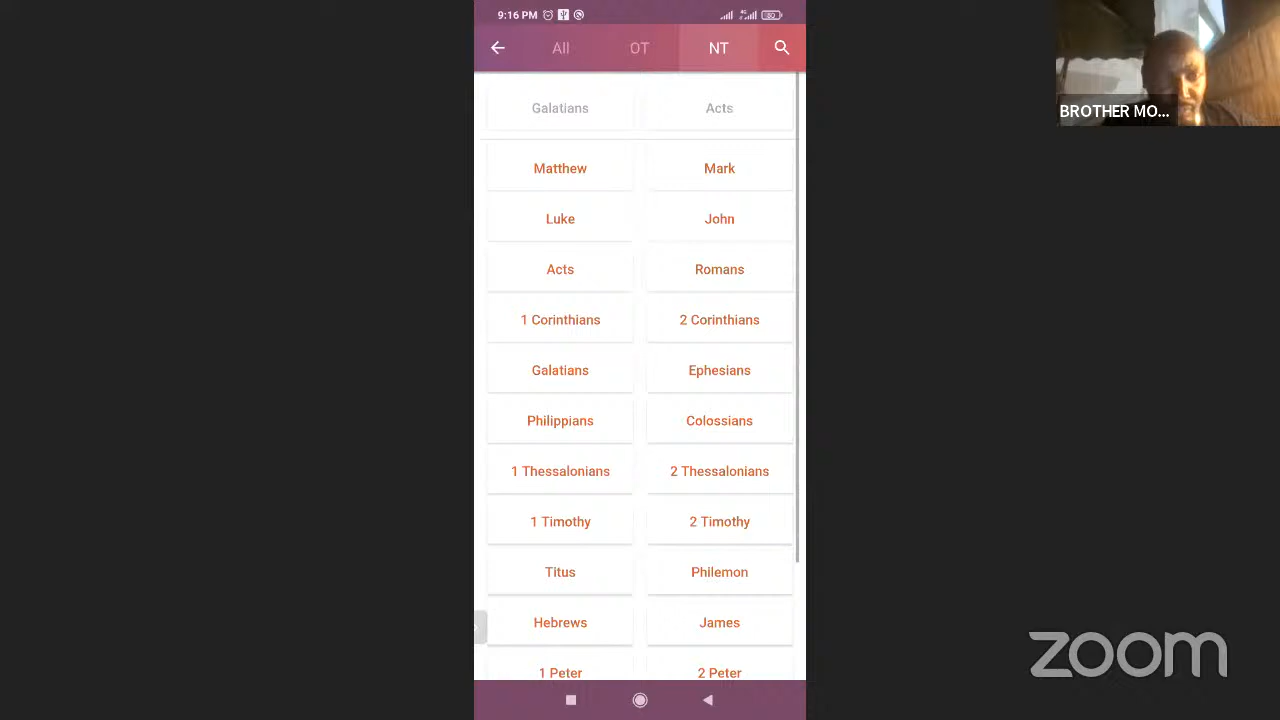 9:16 PM
4G
All OT NT
Galatians Acts
Matthew Mark
Luke John
Acts Romans
1 Corinthians 2 Corinthians
Galatians Ephesians
Philippians Colossians
1 Thessalonians 2 Thessalonians
1 Timothy 2 Timothy
Titus Philemon
Hebrews James
1 Peter 2 Peter
BROTHER MO...
zoom